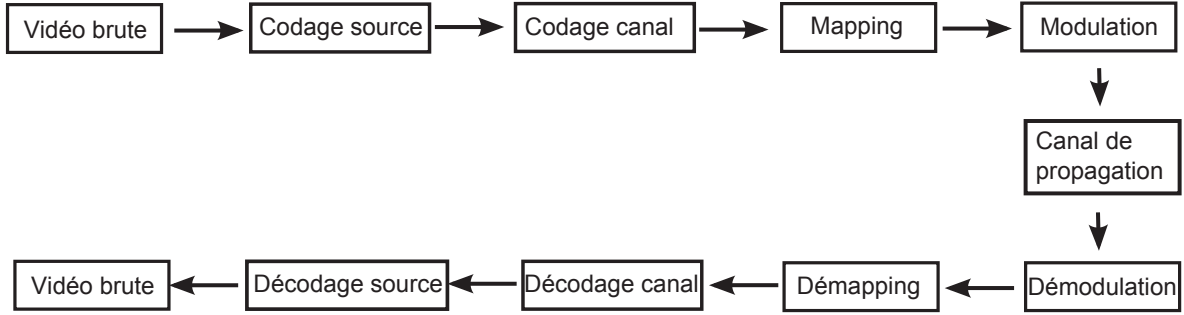 Vidéo brute
Codage source
Codage canal
Mapping
Modulation
Canal de
propagation
Vidéo brute
Décodage source
Décodage canal
Démapping
Démodulation